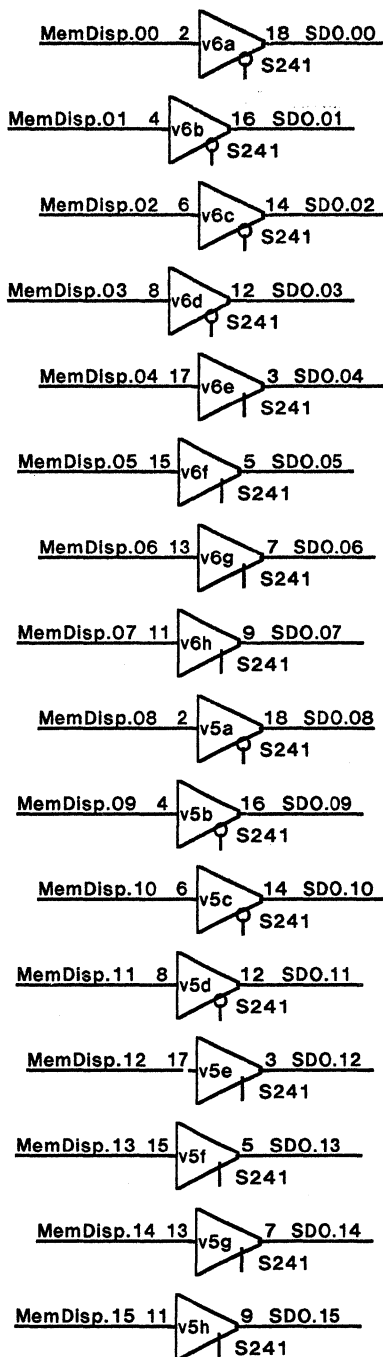 MemDisp.00 2 v6a 18 SDO.00
S241
MemDisp.01 4 v6b 16 SDO.01
S241
MemDisp.02 6 v6c 14 SDO.02
S241
MemDisp.03 8 v6d 12 SDO.03
S241
MemDisp.04 17 v6e 3 SDO.04
S241
MemDisp.05 15 v6f 5 SDO.05
S241
MemDisp.06 13 v6g 7 SDO.06
S241
MemDisp.07 11 v6h 9 SDO.07
S241
MemDisp.08 2 v5a 18 SDO.08
S241
MemDisp.09 4 v5b 16 SDO.09
S241
MemDisp.10 6 v5c 14 SDO.10
S241
MemDisp.11 8 v5d 12 SDO.11
S241
MemDisp.12 17 v5e 3 SDO.12
S241
MemDisp.13 15 v5f 5 SDO.13
S241
MemDisp.14 13 v5g 7 SDO.14
S241
MemDisp.15 11 v5h 9 SDO.15
S241